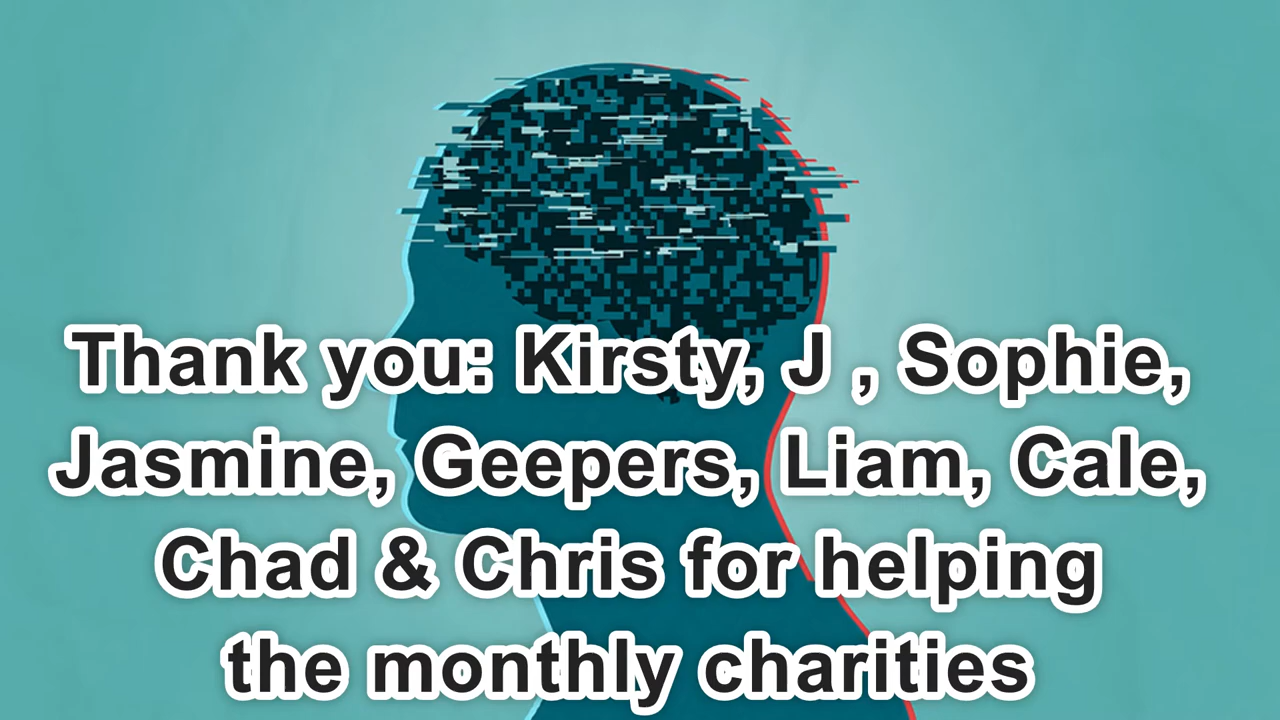 Thank you: Kirsty, J , Sophie,
Jasmine, Geepers, Liam, Cale,
Chad & Chris for helping
the monthly charities